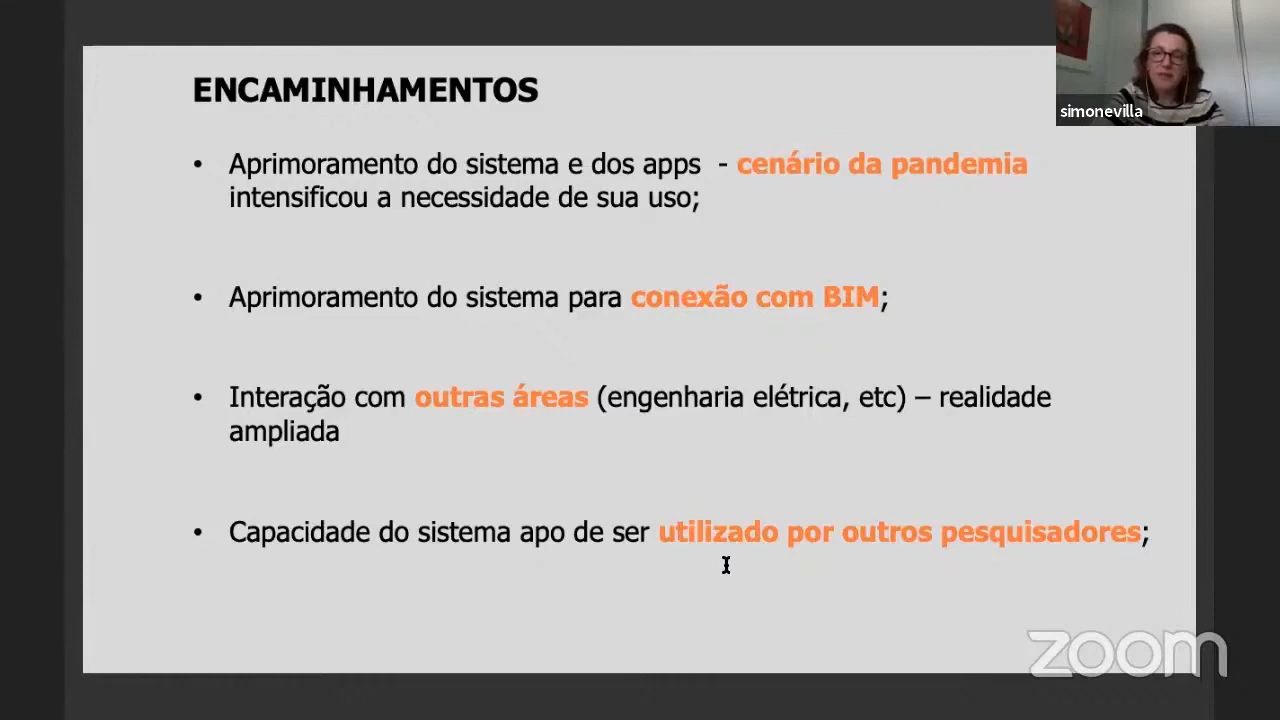 ENCAMINHAMENTOS
simonevilla
• Aprimoramento do sistema e dos apps - cenário da pandemia
intensificou a necessidade de sua uso;
• Aprimoramento do sistema para conexão com BIM;
• Interação com outras áreas (engenharia elétrica, etc) – realidade
ampliada
• Capacidade do sistema apo de ser utilizado por outros pesquisadores;
zoom